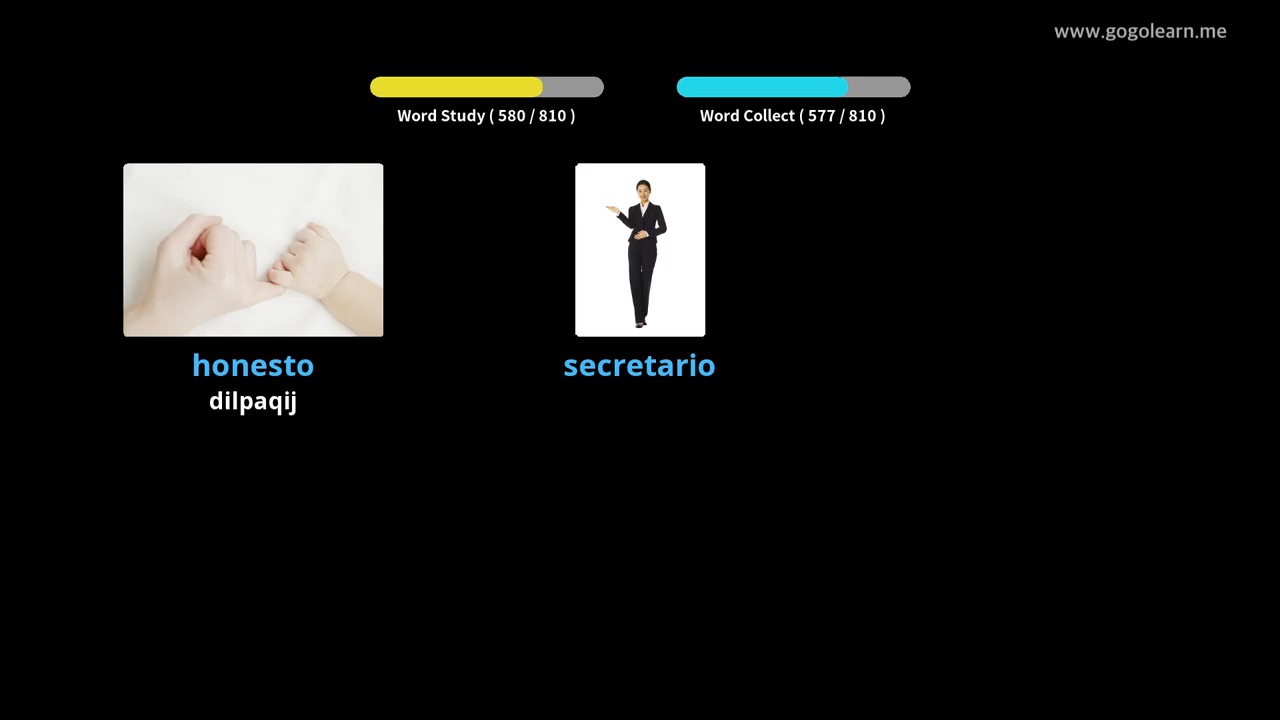 www.gogolearn.me
Word Study ( 580 / 810 )
Word Collect ( 577 / 810 )
honesto
dilpaqij
secretario